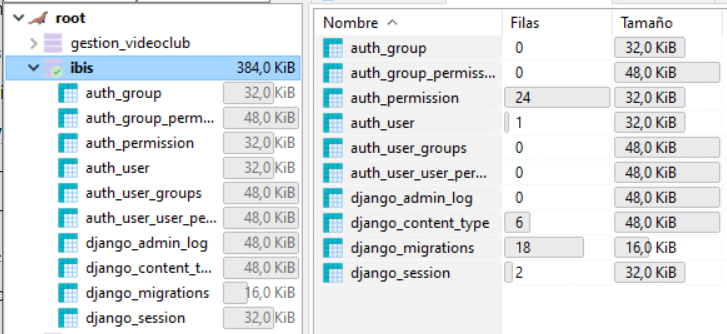 root
gestion_videoclub
ibis 384,0 KiB
auth_group 32,0 KiB
auth_group_perm... 48,0 KiB
auth_permission 32,0 KiB
auth_user 32,0 KiB
auth_user_groups 48,0 KiB
auth_user_user_pe... 48,0 KiB
django_admin_log 48,0 KiB
django_content_t... 48,0 KiB
django_migrations 16,0 KiB
django_session 32,0 KiB
Nombre Filas Tamaño
auth_group 0 32,0 KiB
auth_group_permiss... 0 48,0 KiB
auth_permission 24 32,0 KiB
auth_user 1 32,0 KiB
auth_user_groups 0 48,0 KiB
auth_user_user_per... 0 48,0 KiB
django_admin_log 0 48,0 KiB
django_content_type 6 48,0 KiB
django_migrations 18 16,0 KiB
django_session 2 32,0 KiB